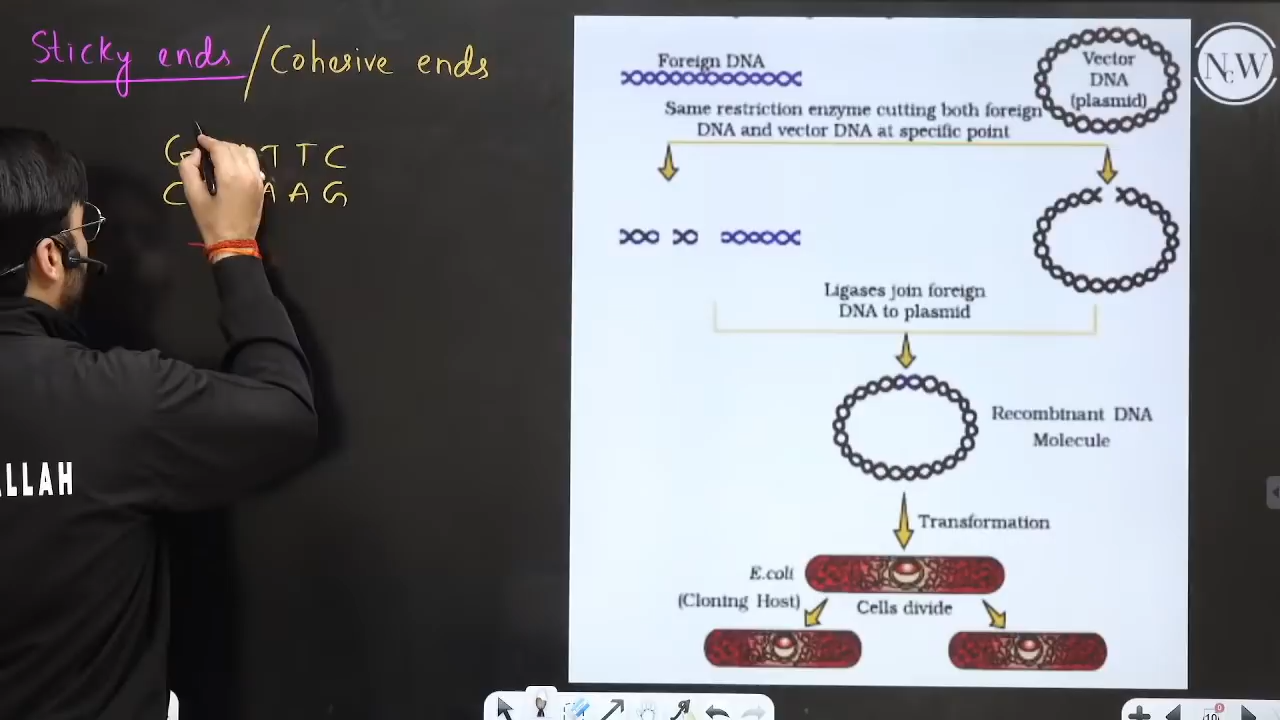 Sticky ends / Cohesive ends
G T T C
C A A G
LLAH
Foreign DNA
Vector
DNA
(plasmid)
Same restriction enzyme cutting both foreign
DNA and vector DNA at specific point
Ligases join foreign
DNA to plasmid
Recombinant DNA
Molecule
Transformation
E.coli
(Cloning Host)
Cells divide
NCW